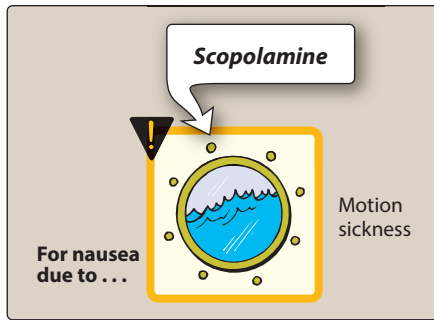 Scopolamine
!
Motion
sickness
For nausea
due to . . .